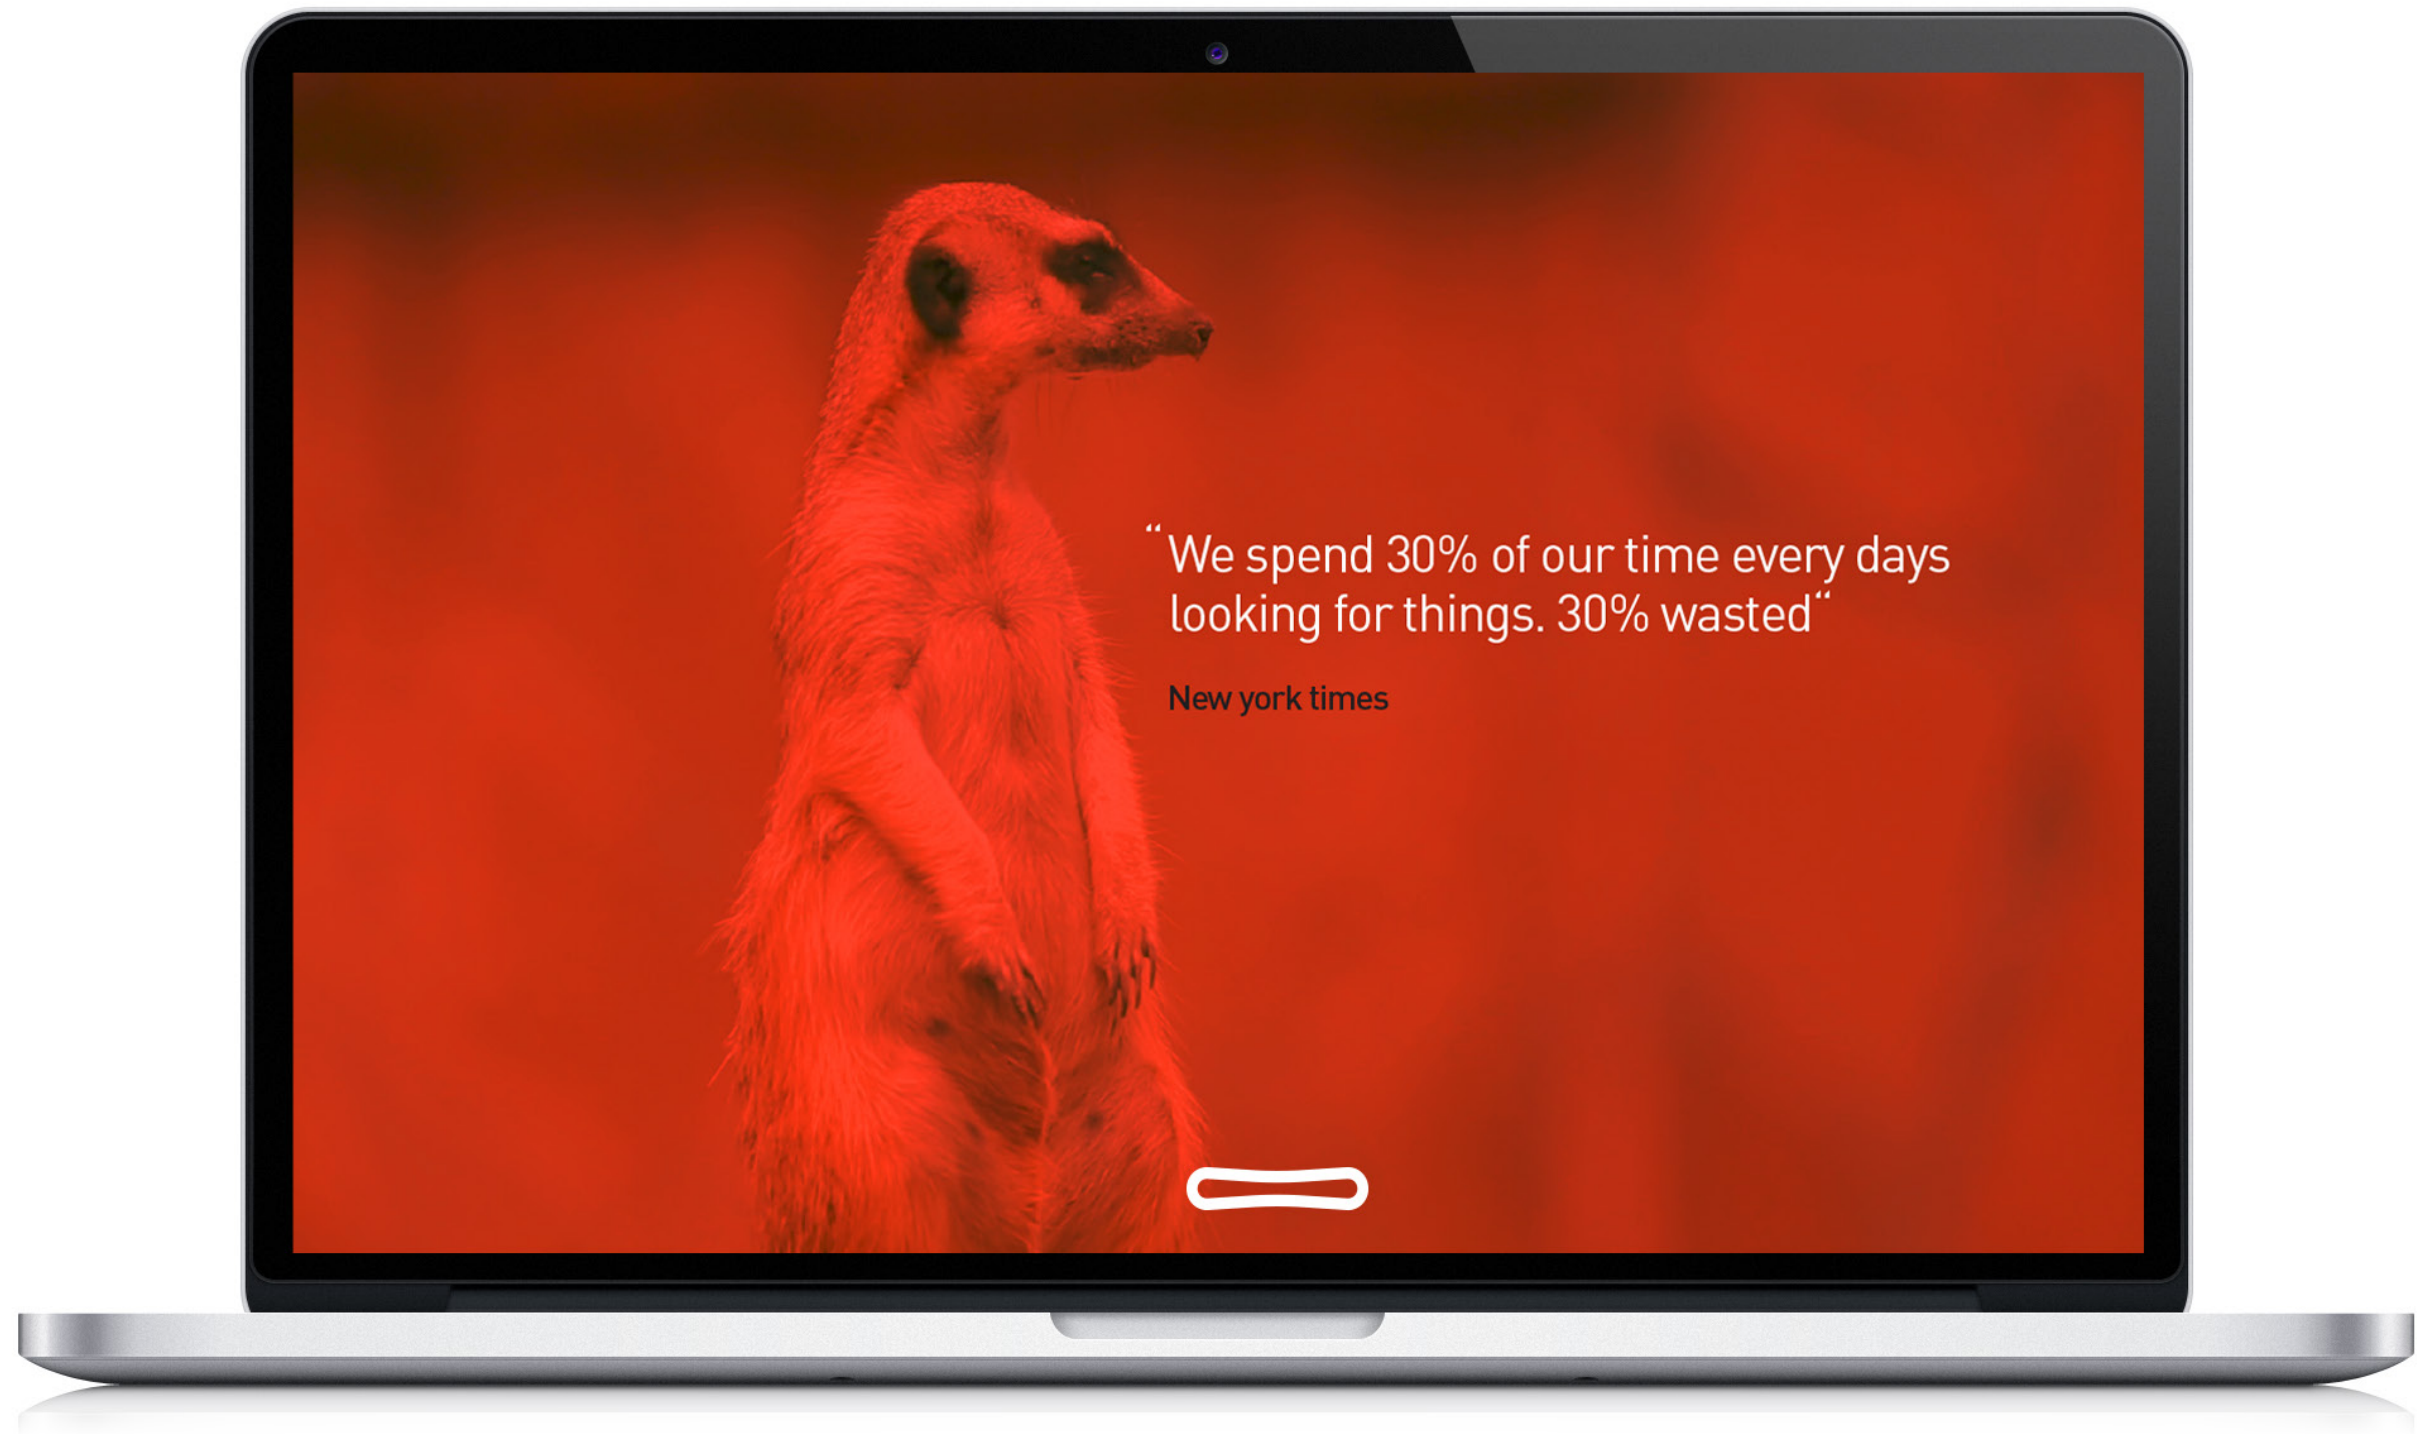 “We spend 30% of our time every days
looking for things. 30% wasted“
New york times